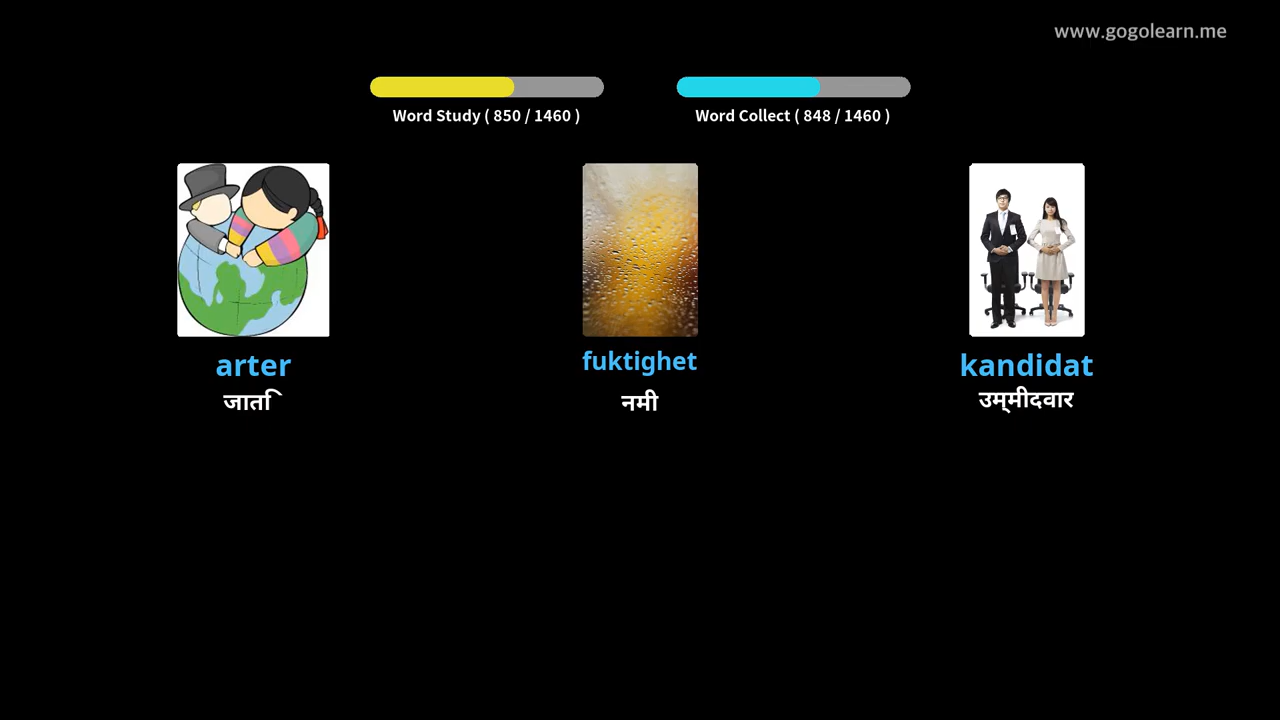 www.gogolearn.me
Word Study ( 850 / 1460 )
Word Collect ( 848 / 1460 )
arter
fuktighet
kandidat
जाति
नमी
उम्मीदवार